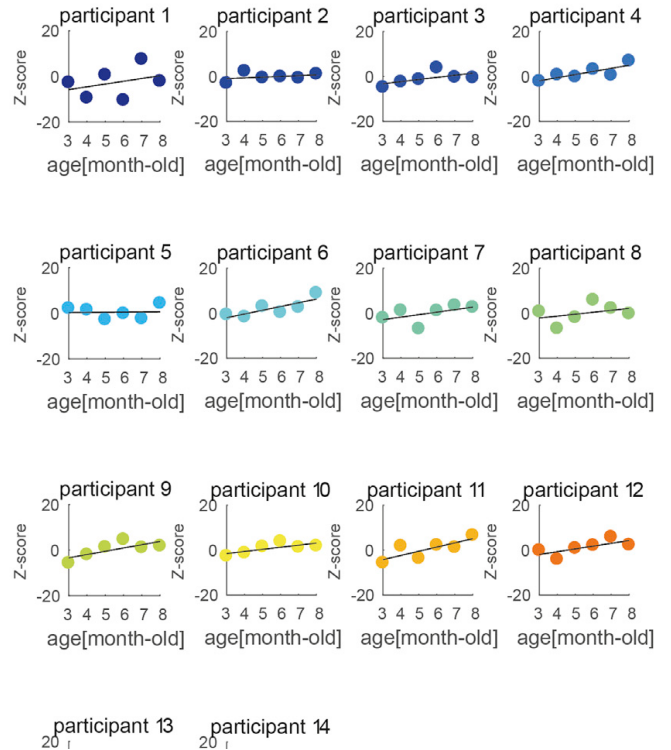 participant 1 participant 2 participant 3 participant 4
20 20 20 20
Z-score Z-score Z-score Z-score
0 0 0 0
-20 -20 -20 -20
3 4 5 6 7 8 3 4 5 6 7 8 3 4 5 6 7 8 3 4 5 6 7 8
age[month-old] age[month-old] age[month-old] age[month-old]
participant 5 participant 6 participant 7 participant 8
20 20 20 20
Z-score Z-score Z-score Z-score
0 0 0 0
-20 -20 -20 -20
3 4 5 6 7 8 3 4 5 6 7 8 3 4 5 6 7 8 3 4 5 6 7 8
age[month-old] age[month-old] age[month-old] age[month-old]
participant 9 participant 10 participant 11 participant 12
20 20 20 20
Z-score Z-score Z-score Z-score
0 0 0 0
-20 -20 -20 -20
3 4 5 6 7 8 3 4 5 6 7 8 3 4 5 6 7 8 3 4 5 6 7 8
age[month-old] age[month-old] age[month-old] age[month-old]
participant 13 participant 14
20 20